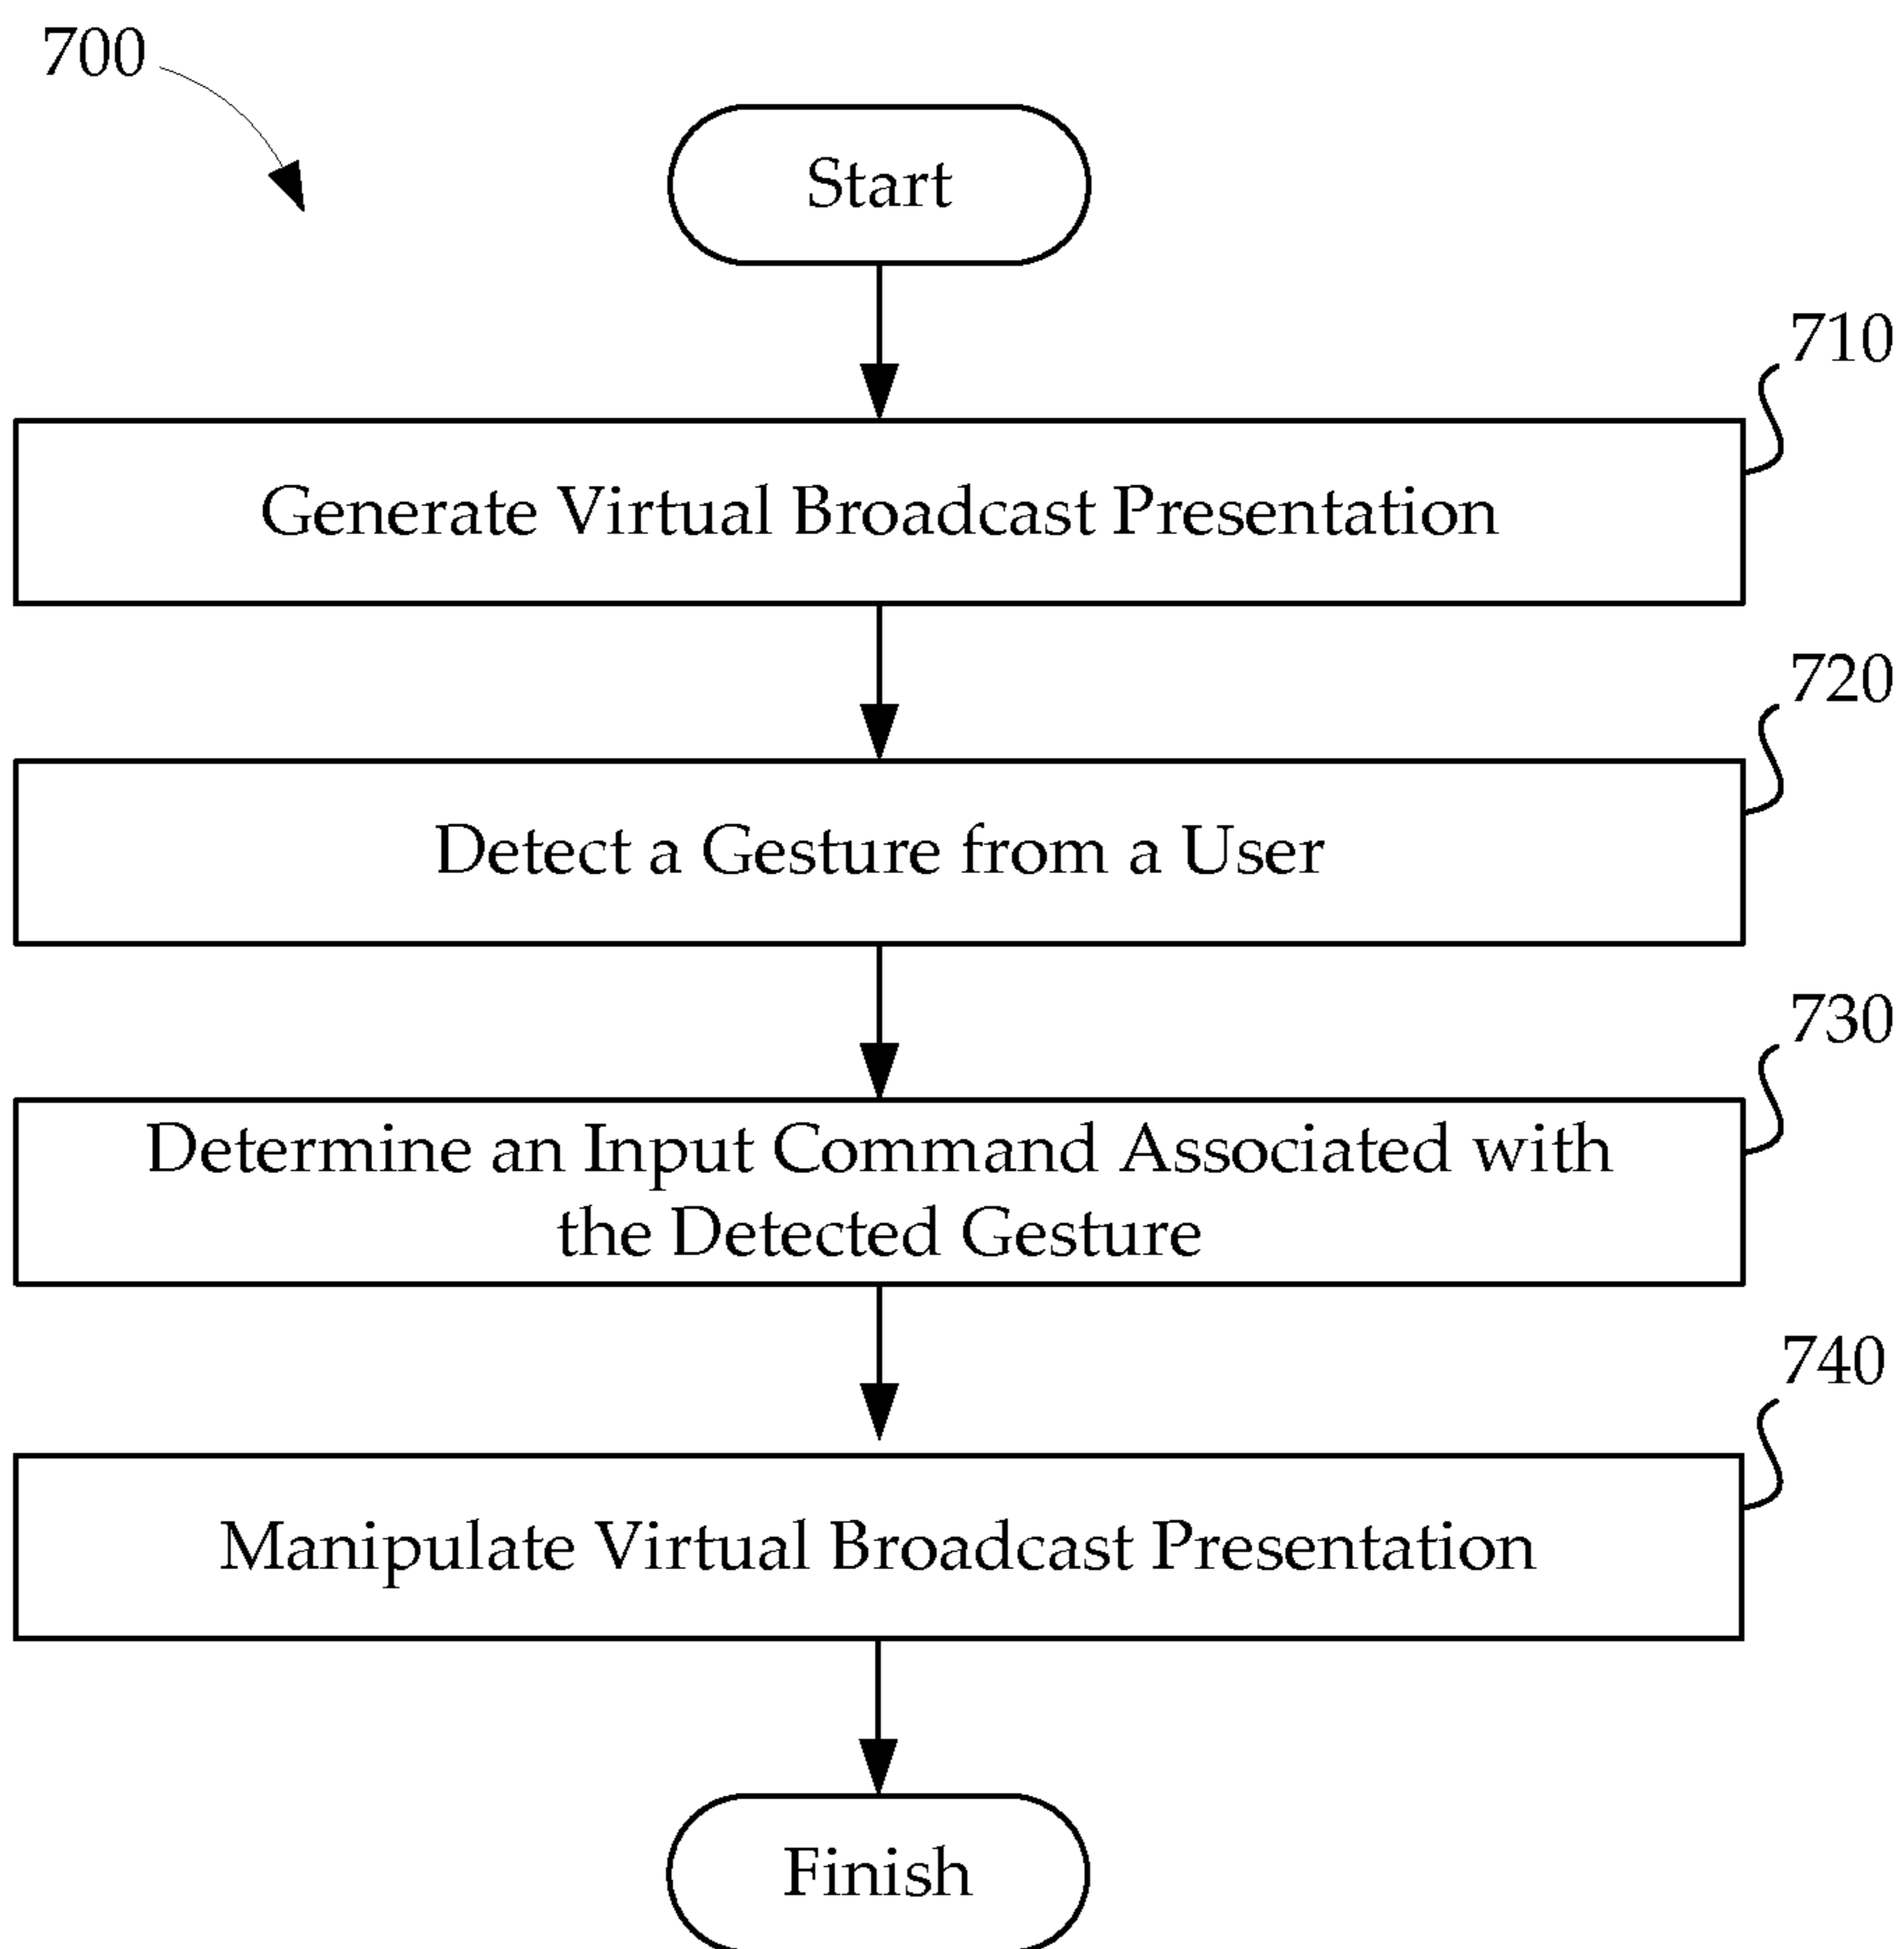 700
Start
710
Generate Virtual Broadcast Presentation
720
Detect a Gesture from a User
730
Determine an Input Command Associated with
the Detected Gesture
740
Manipulate Virtual Broadcast Presentation
Finish